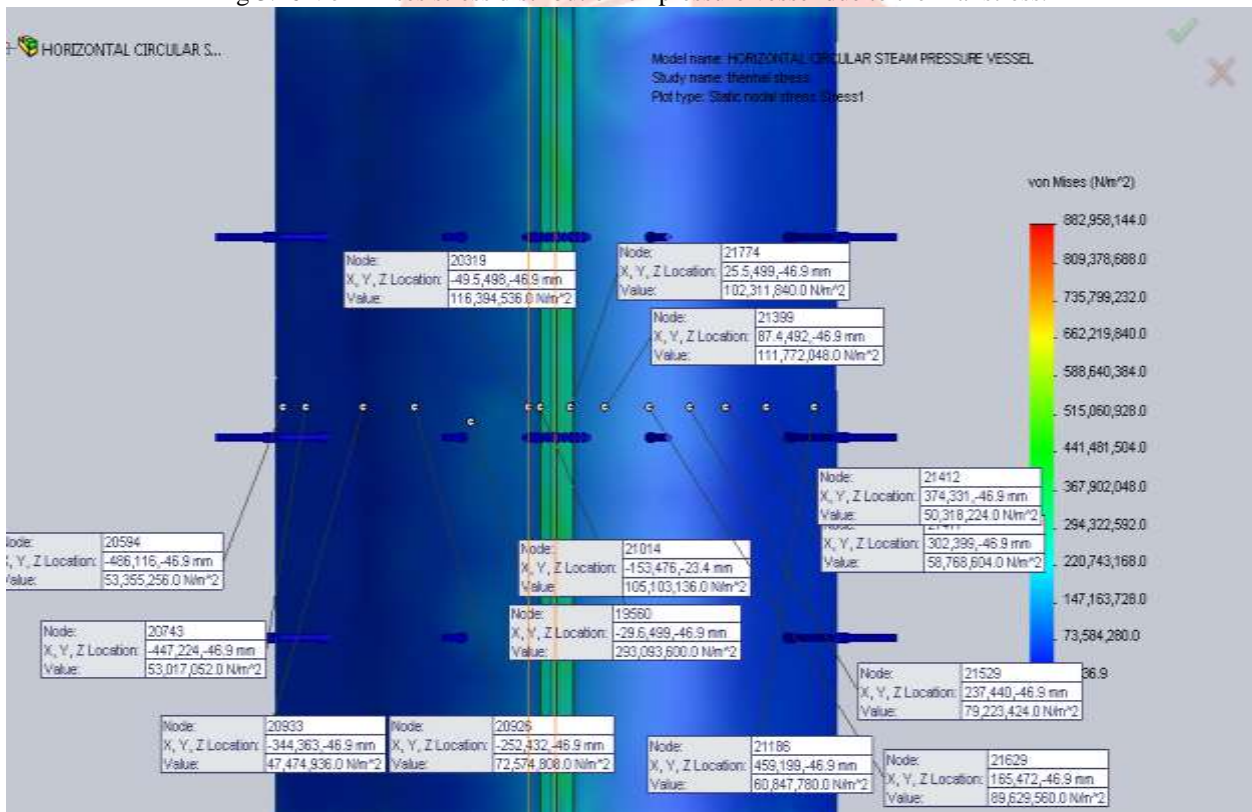 HORIZONTAL CIRCULAR S...
Model name: HORIZONTAL CIRCULAR STEAM PRESSURE VESSEL
Study name: thermal stress
Plot type: Static nodal stress Stress1
von Mises (N/m^2)
882,958,144.0
809,378,688.0
735,799,232.0
662,219,840.0
588,640,384.0
515,060,928.0
441,481,504.0
367,902,048.0
294,322,592.0
220,743,168.0
147,163,728.0
73,584,280.0
36.9
Node: 20319
X, Y, Z Location: -49.5,498,-46.9 mm
Value: 116,394,536.0 N/m^2
Node: 21774
X, Y, Z Location: 25.5,499,-46.9 mm
Value: 102,311,840.0 N/m^2
Node: 21399
X, Y, Z Location: 87.4,492,-46.9 mm
Value: 111,772,048.0 N/m^2
Node: 21412
X, Y, Z Location: 374,331,-46.9 mm
Value: 50,318,224.0 N/m^2
X, Y, Z Location: 302,399,-46.9 mm
Value: 58,768,604.0 N/m^2
Node: 20594
X, Y, Z Location: -486,116,-46.9 mm
Value: 53,355,256.0 N/m^2
Node: 21014
X, Y, Z Location: -153,476,-23.4 mm
Value: 105,103,136.0 N/m^2
Node: 19560
X, Y, Z Location: -29.6,499,-46.9 mm
Value: 293,093,600.0 N/m^2
Node: 20743
X, Y, Z Location: -447,224,-46.9 mm
Value: 53,017,052.0 N/m^2
Node: 21529
X, Y, Z Location: 237,440,-46.9 mm
Value: 79,223,424.0 N/m^2
Node: 20933
X, Y, Z Location: -344,363,-46.9 mm
Value: 47,474,936.0 N/m^2
Node: 20926
X, Y, Z Location: -252,432,-46.9 mm
Value: 72,574,808.0 N/m^2
Node: 21186
X, Y, Z Location: 459,199,-46.9 mm
Value: 60,847,780.0 N/m^2
Node: 21629
X, Y, Z Location: 165,472,-46.9 mm
Value: 89,629,560.0 N/m^2